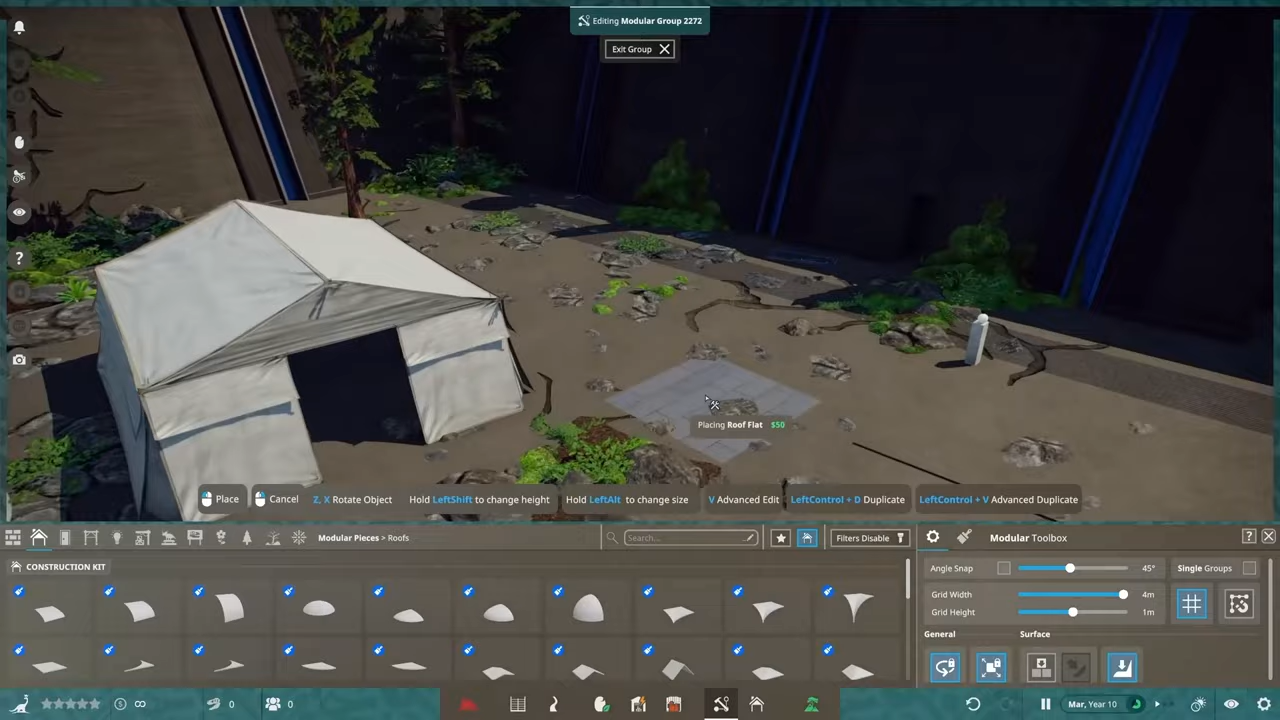 Editing Modular Group 2272
Exit Group
Placing Roof Flat $50
Place
Cancel
Z, X Rotate Object
Hold LeftShift to change height
Hold LeftAlt to change size
V Advanced Edit
LeftControl + D Duplicate
LeftControl + V Advanced Duplicate
Modular Pieces > Roofs
Search...
Filters Disable
Modular Toolbox
?
CONSTRUCTION KIT
Angle Snap
45°
Single Groups
Grid Width
4m
Grid Height
1m
General
Surface
0
0
Mar, Year 10